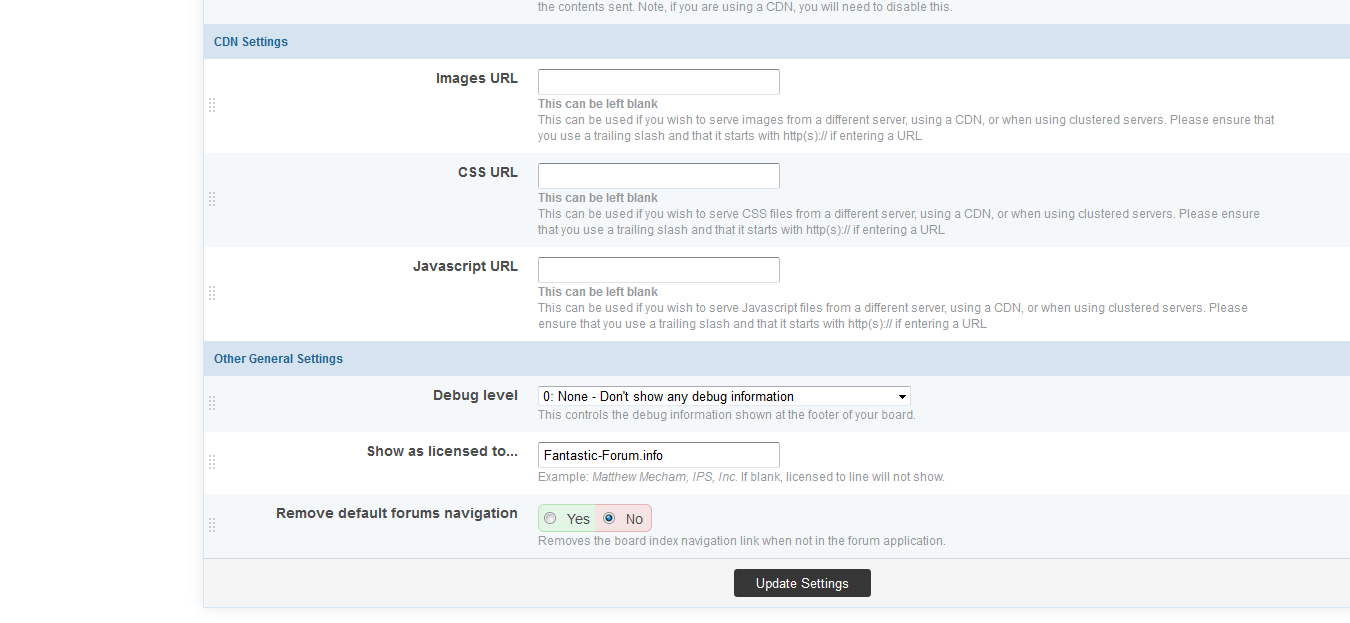 the contents sent. Note, if you are using a CDN, you will need to disable this.
CDN Settings
Images URL
This can be left blank
This can be used if you wish to serve images from a different server, using a CDN, or when using clustered servers. Please ensure that
you use a trailing slash and that it starts with http(s):// if entering a URL
CSS URL
This can be left blank
This can be used if you wish to serve CSS files from a different server, using a CDN, or when using clustered servers. Please ensure
that you use a trailing slash and that it starts with http(s):// if entering a URL
Javascript URL
This can be left blank
This can be used if you wish to serve Javascript files from a different server, using a CDN, or when using clustered servers. Please
ensure that you use a trailing slash and that it starts with http(s):// if entering a URL
Other General Settings
Debug level
0: None - Don't show any debug information
This controls the debug information shown at the footer of your board.
Show as licensed to...
Fantastic-Forum.info
Example: Matthew Mecham, IPS, Inc. If blank, licensed to line will not show.
Remove default forums navigation
Yes No
Removes the board index navigation link when not in the forum application.
Update Settings